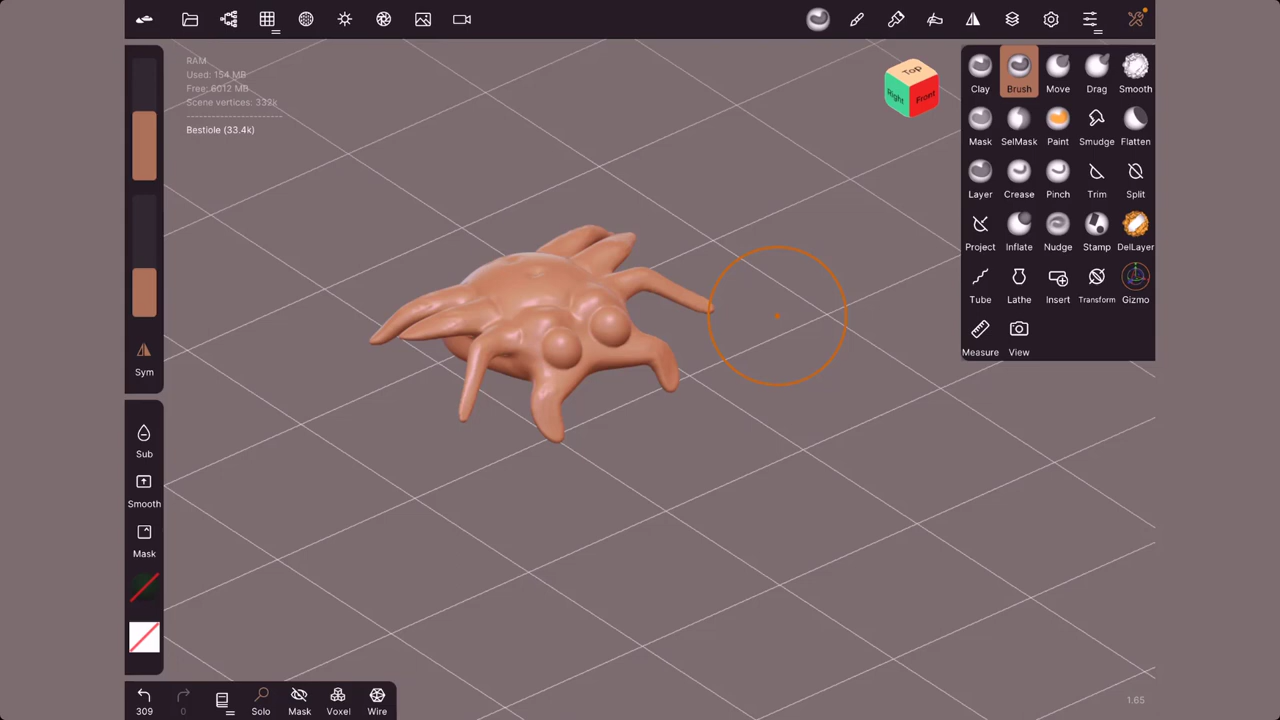 RAM
Used: 154 MB
Free: 6012 MB
Scene vertices: 332k
Bestiole (33.4k)
Top
Right
Front
Clay
Brush
Move
Drag
Smooth
Mask
SelMask
Paint
Smudge
Flatten
Layer
Crease
Pinch
Trim
Split
Project
Inflate
Nudge
Stamp
DelLayer
Tube
Lathe
Insert
Transform
Gizmo
Measure
View
Sym
Sub
Smooth
Mask
309
0
Solo
Mask
Voxel
Wire
1.65